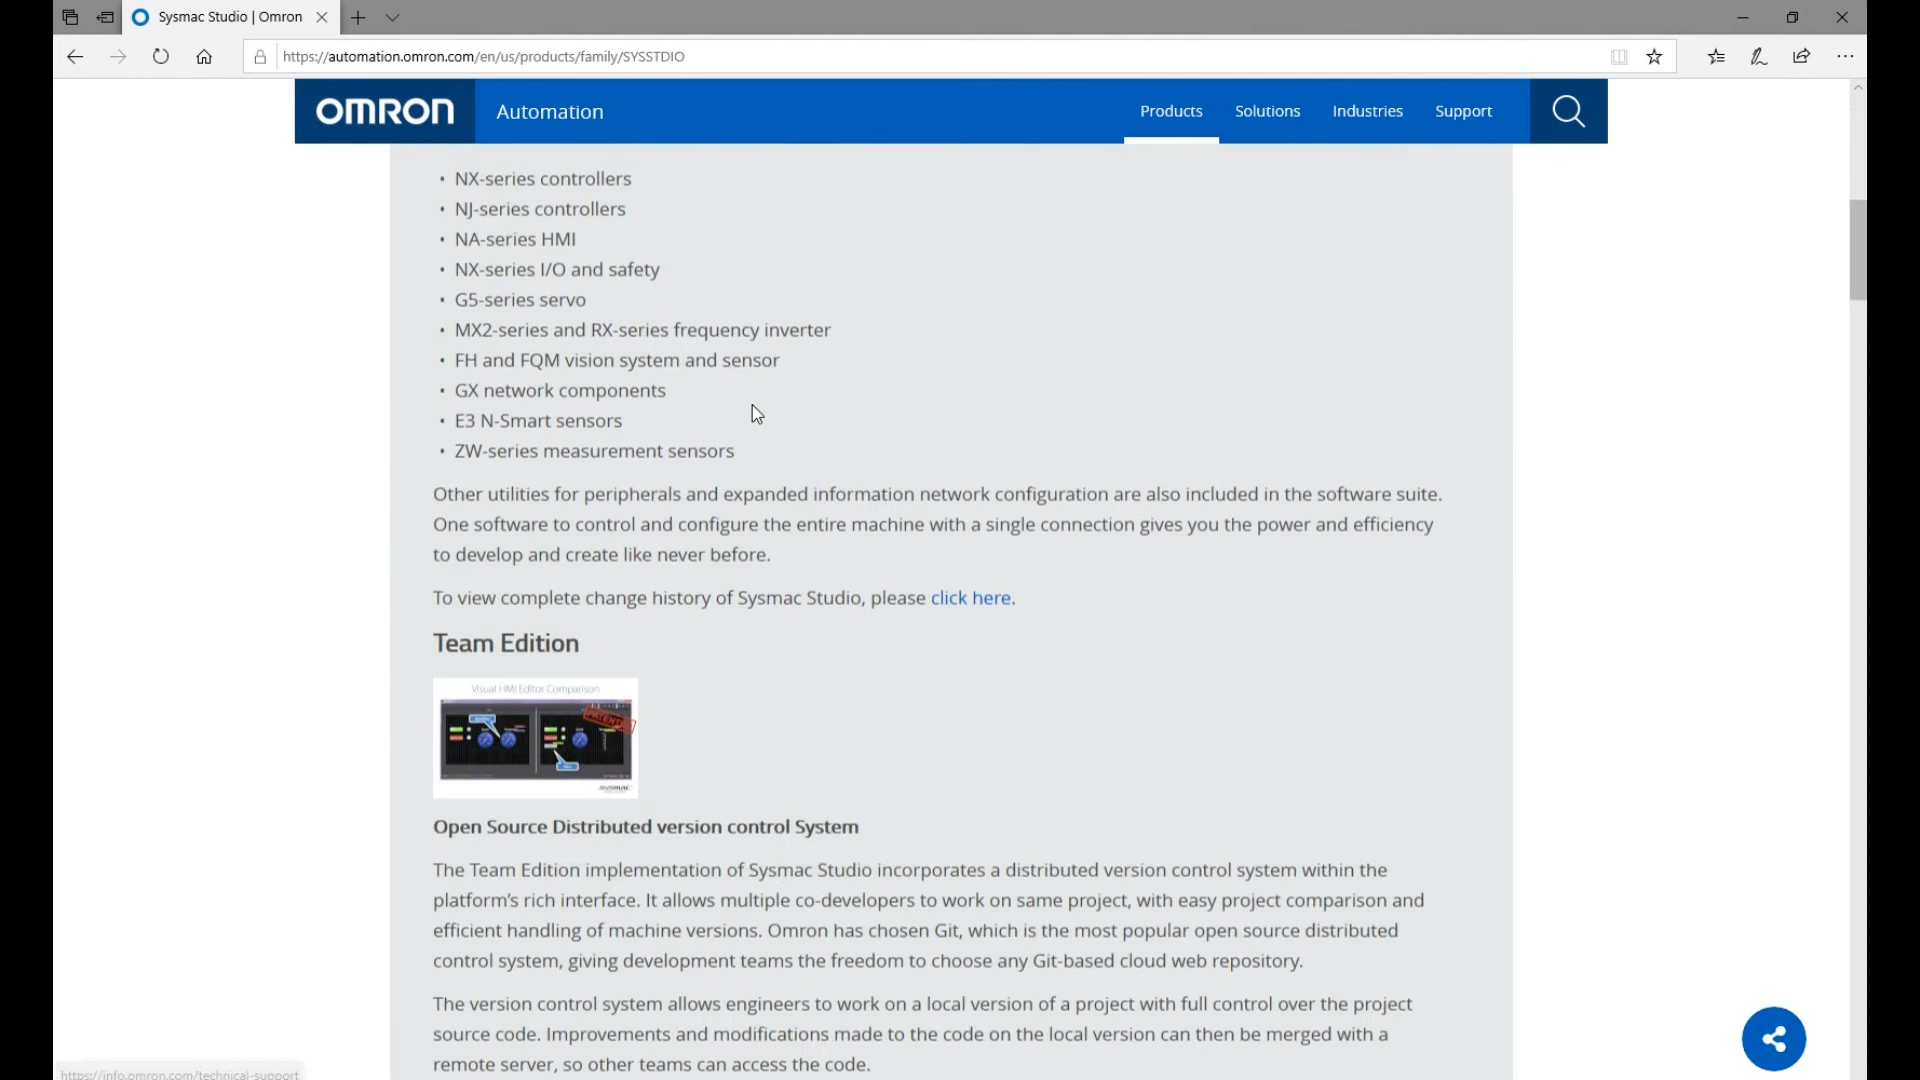 Sysmac Studio | Omron
https://automation.omron.com/en/us/products/family/SYSSTDIO
OMRON Automation Products Solutions Industries Support
• NX-series controllers
• NJ-series controllers
• NA-series HMI
• NX-series I/O and safety
• G5-series servo
• MX2-series and RX-series frequency inverter
• FH and FQM vision system and sensor
• GX network components
• E3 N-Smart sensors
• ZW-series measurement sensors
Other utilities for peripherals and expanded information network configuration are also included in the software suite.
One software to control and configure the entire machine with a single connection gives you the power and efficiency
to develop and create like never before.
To view complete change history of Sysmac Studio, please click here.
Team Edition
Visual HMI Editor Comparison
Open Source Distributed version control System
The Team Edition implementation of Sysmac Studio incorporates a distributed version control system within the
platform's rich interface. It allows multiple co-developers to work on same project, with easy project comparison and
efficient handling of machine versions. Omron has chosen Git, which is the most popular open source distributed
control system, giving development teams the freedom to choose any Git-based cloud web repository.
The version control system allows engineers to work on a local version of a project with full control over the project
source code. Improvements and modifications made to the code on the local version can then be merged with a
remote server, so other teams can access the code.
https://info.omron.com/technical-support